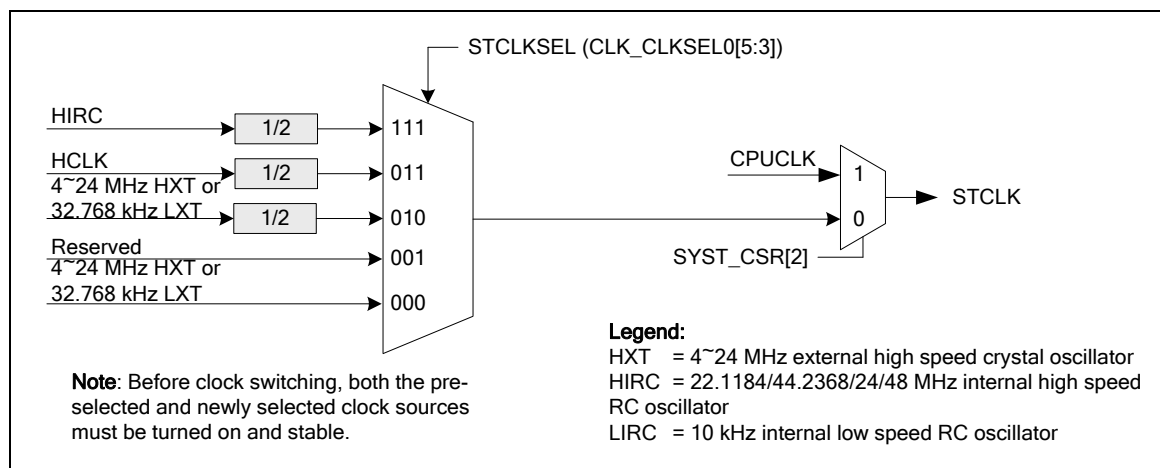 STCLKSEL (CLK_CLKSEL0[5:3])
HIRC
1/2
111
HCLK
1/2
011
4~24 MHz HXT or
32.768 kHz LXT
1/2
010
Reserved
001
4~24 MHz HXT or
32.768 kHz LXT
000
CPUCLK
1
0
STCLK
SYST_CSR[2]
Note: Before clock switching, both the pre-
selected and newly selected clock sources
must be turned on and stable.
Legend:
HXT = 4~24 MHz external high speed crystal oscillator
HIRC = 22.1184/44.2368/24/48 MHz internal high speed
RC oscillator
LIRC = 10 kHz internal low speed RC oscillator